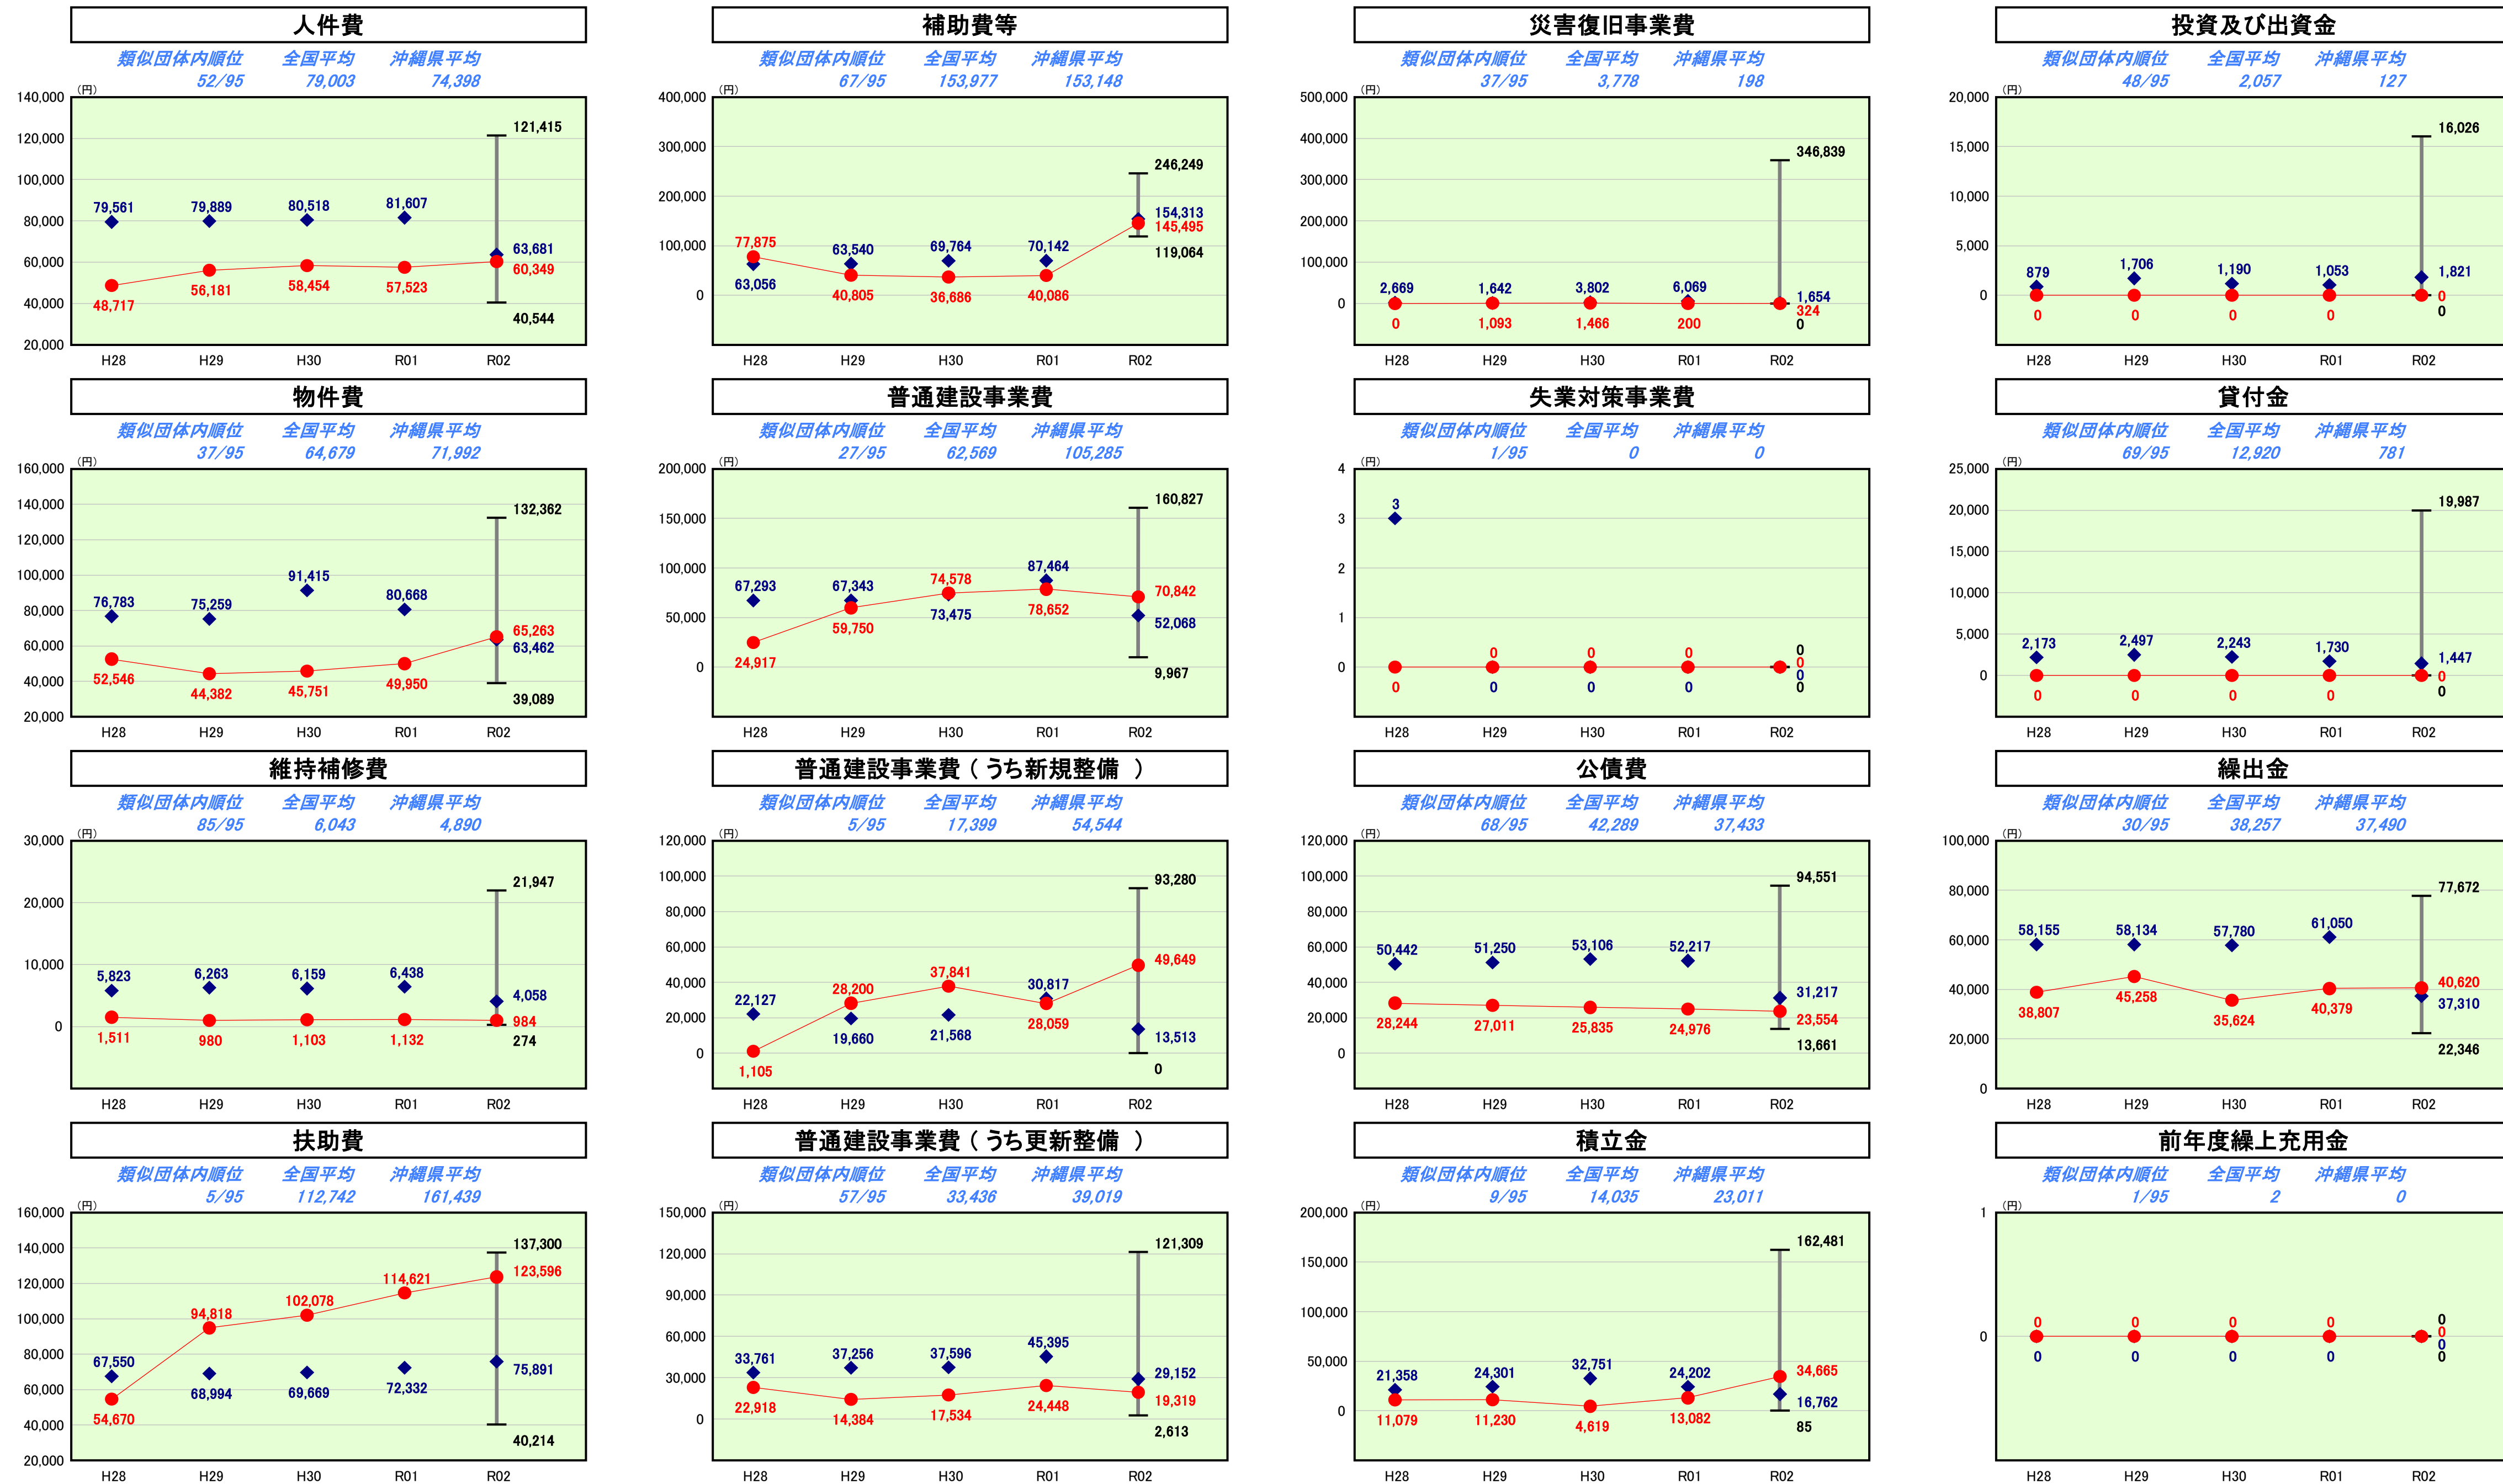 人件費
類似団体内順位 全国平均 沖縄県平均
52/95 79,003 74,398
(円)
140,000
120,000
100,000
80,000
60,000
40,000
20,000
79,561 79,889 80,518 81,607
121,415
63,681
60,349
40,544
48,717 56,181 58,454 57,523
H28 H29 H30 R01 R02
補助費等
類似団体内順位 全国平均 沖縄県平均
67/95 153,977 153,148
(円)
400,000
300,000
200,000
100,000
0
77,875 63,540 69,764 70,142
246,249
154,313
145,495
119,064
63,056 40,805 36,686 40,086
H28 H29 H30 R01 R02
災害復旧事業費
類似団体内順位 全国平均 沖縄県平均
37/95 3,778 198
(円)
500,000
400,000
300,000
200,000
100,000
0
2,669 1,642 3,802 6,069
346,839
1,654
324
0
0 1,093 1,466 200
H28 H29 H30 R01 R02
投資及び出資金
類似団体内順位 全国平均 沖縄県平均
48/95 2,057 127
(円)
20,000
15,000
10,000
5,000
0
879 1,706 1,190 1,053
16,026
1,821
0
0
0 0 0 0
H28 H29 H30 R01 R02
物件費
類似団体内順位 全国平均 沖縄県平均
37/95 64,679 71,992
(円)
160,000
140,000
120,000
100,000
80,000
60,000
40,000
20,000
76,783 75,259 91,415 80,668
132,362
65,263
63,462
39,089
52,546 44,382 45,751 49,950
H28 H29 H30 R01 R02
普通建設事業費
類似団体内順位 全国平均 沖縄県平均
27/95 62,569 105,285
(円)
200,000
150,000
100,000
50,000
0
67,293 67,343 74,578 87,464
160,827
70,842
52,068
9,967
24,917 59,750 73,475 78,652
H28 H29 H30 R01 R02
失業対策事業費
類似団体内順位 全国平均 沖縄県平均
1/95 0 0
(円)
4
3
2
1
0
3 0 0 0
0
0
0
0
0 0 0 0
H28 H29 H30 R01 R02
貸付金
類似団体内順位 全国平均 沖縄県平均
69/95 12,920 781
(円)
25,000
20,000
15,000
10,000
5,000
0
2,173 2,497 2,243 1,730
19,987
1,447
0
0
0 0 0 0
H28 H29 H30 R01 R02
維持補修費
類似団体内順位 全国平均 沖縄県平均
85/95 6,043 4,890
(円)
30,000
20,000
10,000
0
5,823 6,263 6,159 6,438
21,947
4,058
984
274
1,511 980 1,103 1,132
H28 H29 H30 R01 R02
普通建設事業費(うち新規整備 )
類似団体内順位 全国平均 沖縄県平均
5/95 17,399 54,544
(円)
120,000
100,000
80,000
60,000
40,000
20,000
0
22,127 28,200 37,841 30,817
93,280
49,649
13,513
0
1,105 19,660 21,568 28,059
H28 H29 H30 R01 R02
公債費
類似団体内順位 全国平均 沖縄県平均
68/95 42,289 37,433
(円)
120,000
100,000
80,000
60,000
40,000
20,000
0
50,442 51,250 53,106 52,217
94,551
31,217
23,554
13,661
28,244 27,011 25,835 24,976
H28 H29 H30 R01 R02
繰出金
類似団体内順位 全国平均 沖縄県平均
30/95 38,257 37,490
(円)
100,000
80,000
60,000
40,000
20,000
0
58,155 58,134 57,780 61,050
77,672
40,620
37,310
22,346
38,807 45,258 35,624 40,379
H28 H29 H30 R01 R02
扶助費
類似団体内順位 全国平均 沖縄県平均
5/95 112,742 161,439
(円)
160,000
140,000
120,000
100,000
80,000
60,000
40,000
20,000
67,550 94,818 102,078 114,621
137,300
123,596
75,891
40,214
54,670 68,994 69,669 72,332
H28 H29 H30 R01 R02
普通建設事業費(うち更新整備 )
類似団体内順位 全国平均 沖縄県平均
57/95 33,436 39,019
(円)
150,000
120,000
90,000
60,000
30,000
0
33,761 37,256 37,596 45,395
121,309
29,152
19,319
2,613
22,918 14,384 17,534 24,448
H28 H29 H30 R01 R02
積立金
類似団体内順位 全国平均 沖縄県平均
9/95 14,035 23,011
(円)
200,000
150,000
100,000
50,000
0
21,358 24,301 32,751 24,202
162,481
34,665
16,762
85
11,079 11,230 4,619 13,082
H28 H29 H30 R01 R02
前年度繰上充用金
類似団体内順位 全国平均 沖縄県平均
1/95 2 0
(円)
1
0
0 0 0 0
0
0
0
0
0 0 0 0
H28 H29 H30 R01 R02